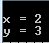 x = 2
y = 3